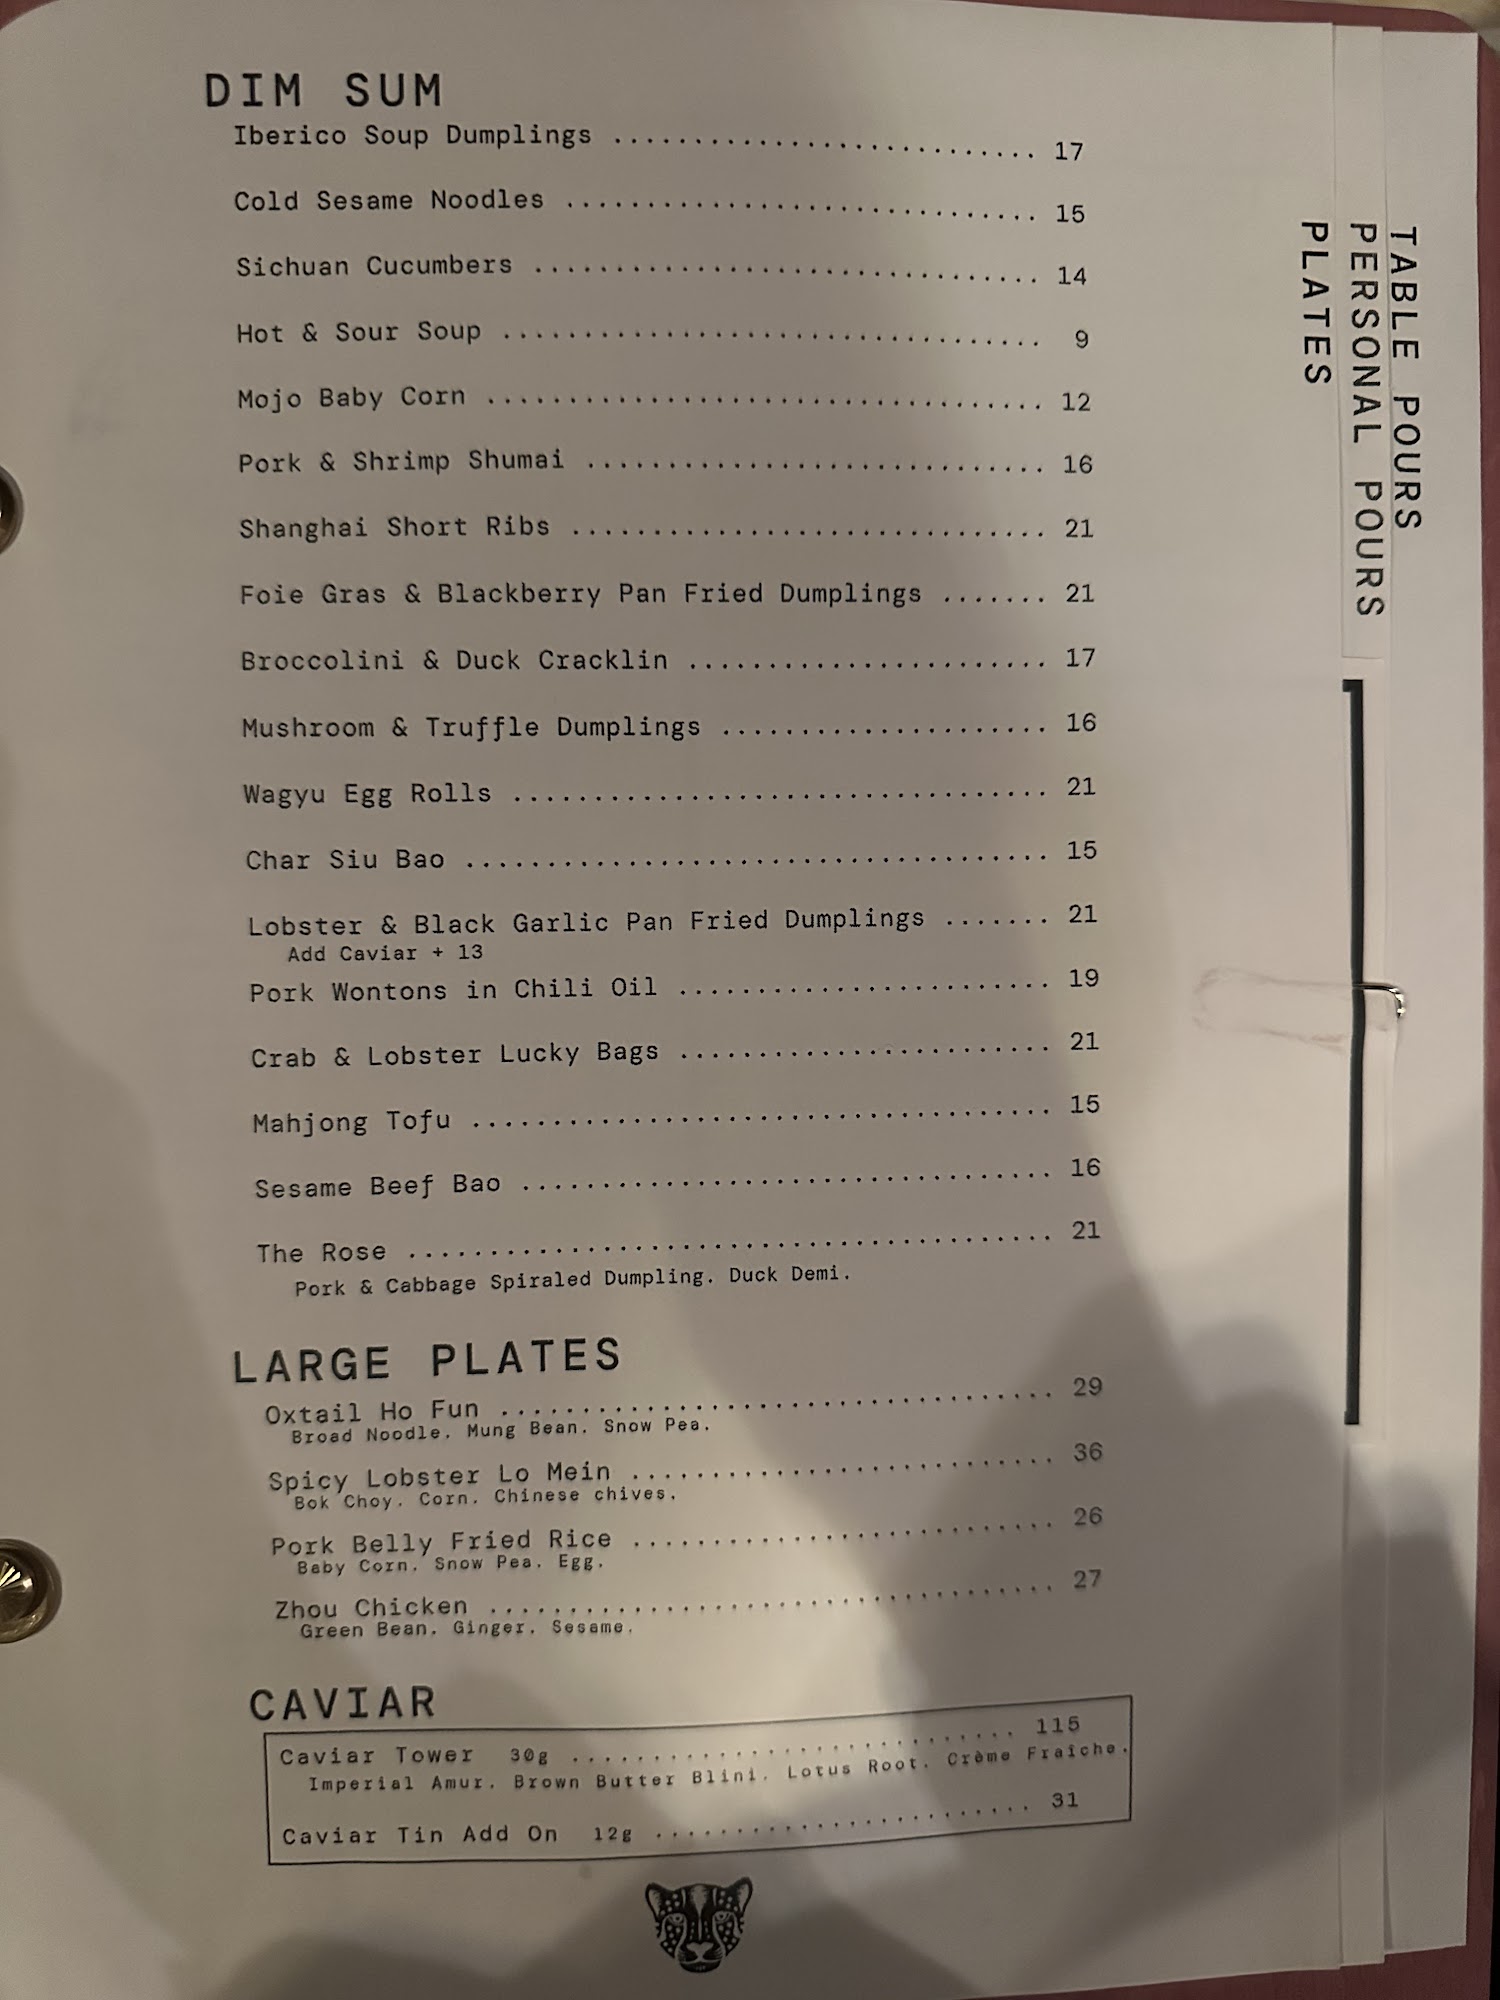 DIM SUM
Iberico Soup Dumplings ........................... 17
Cold Sesame Noodles .............................. 15
Sichuan Cucumbers ................................ 14
Hot & Sour Soup .................................. 9
Mojo Baby Corn ................................... 12
Pork & Shrimp Shumai ............................. 16
Shanghai Short Ribs .............................. 21
Foie Gras & Blackberry Pan Fried Dumplings ....... 21
Broccolini & Duck Cracklin ....................... 17
Mushroom & Truffle Dumplings ..................... 16
Wagyu Egg Rolls .................................. 21
Char Siu Bao ..................................... 15
Lobster & Black Garlic Pan Fried Dumplings ....... 21
Add Caviar + 13
Pork Wontons in Chili Oil ........................ 19
Crab & Lobster Lucky Bags ........................ 21
Mahjong Tofu ..................................... 15
Sesame Beef Bao .................................. 16
The Rose ......................................... 21
Pork & Cabbage Spiraled Dumpling. Duck Demi.
LARGE PLATES
Oxtail Ho Fun .................................... 29
Broad Noodle. Mung Bean. Snow Pea.
Spicy Lobster Lo Mein ............................ 36
Bok Choy. Corn. Chinese chives.
Pork Belly Fried Rice ............................ 26
Baby Corn. Snow Pea. Egg.
Zhou Chicken ..................................... 27
Green Bean. Ginger. Sesame.
CAVIAR
Caviar Tower 30g ............................ 115
Imperial Amur. Brown Butter Blini. Lotus Root. Crème Fraîche.
Caviar Tin Add On 12g ........................ 31
TABLE POURS
PERSONAL POURS
PLATES